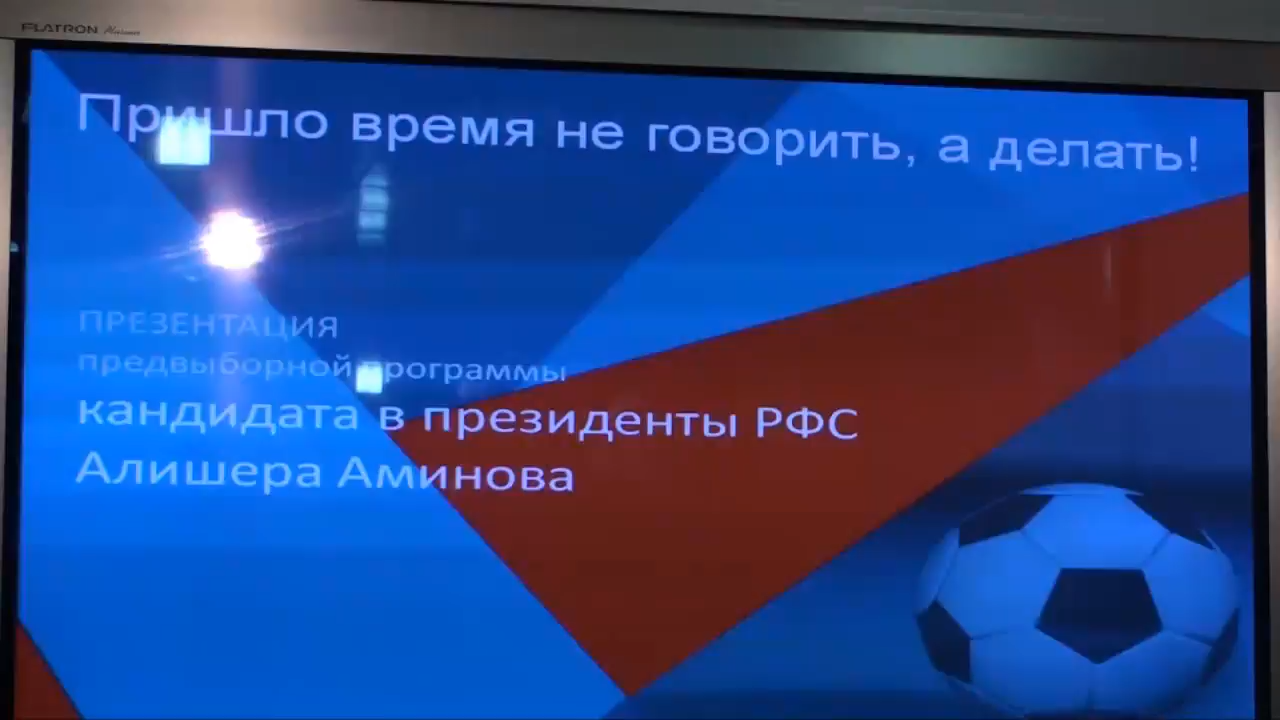 FLATRON
Пришло время не говорить, а делать!
ПРЕЗЕНТАЦИЯ
предвыборной программы
кандидата в президенты РФС
Алишера Аминова